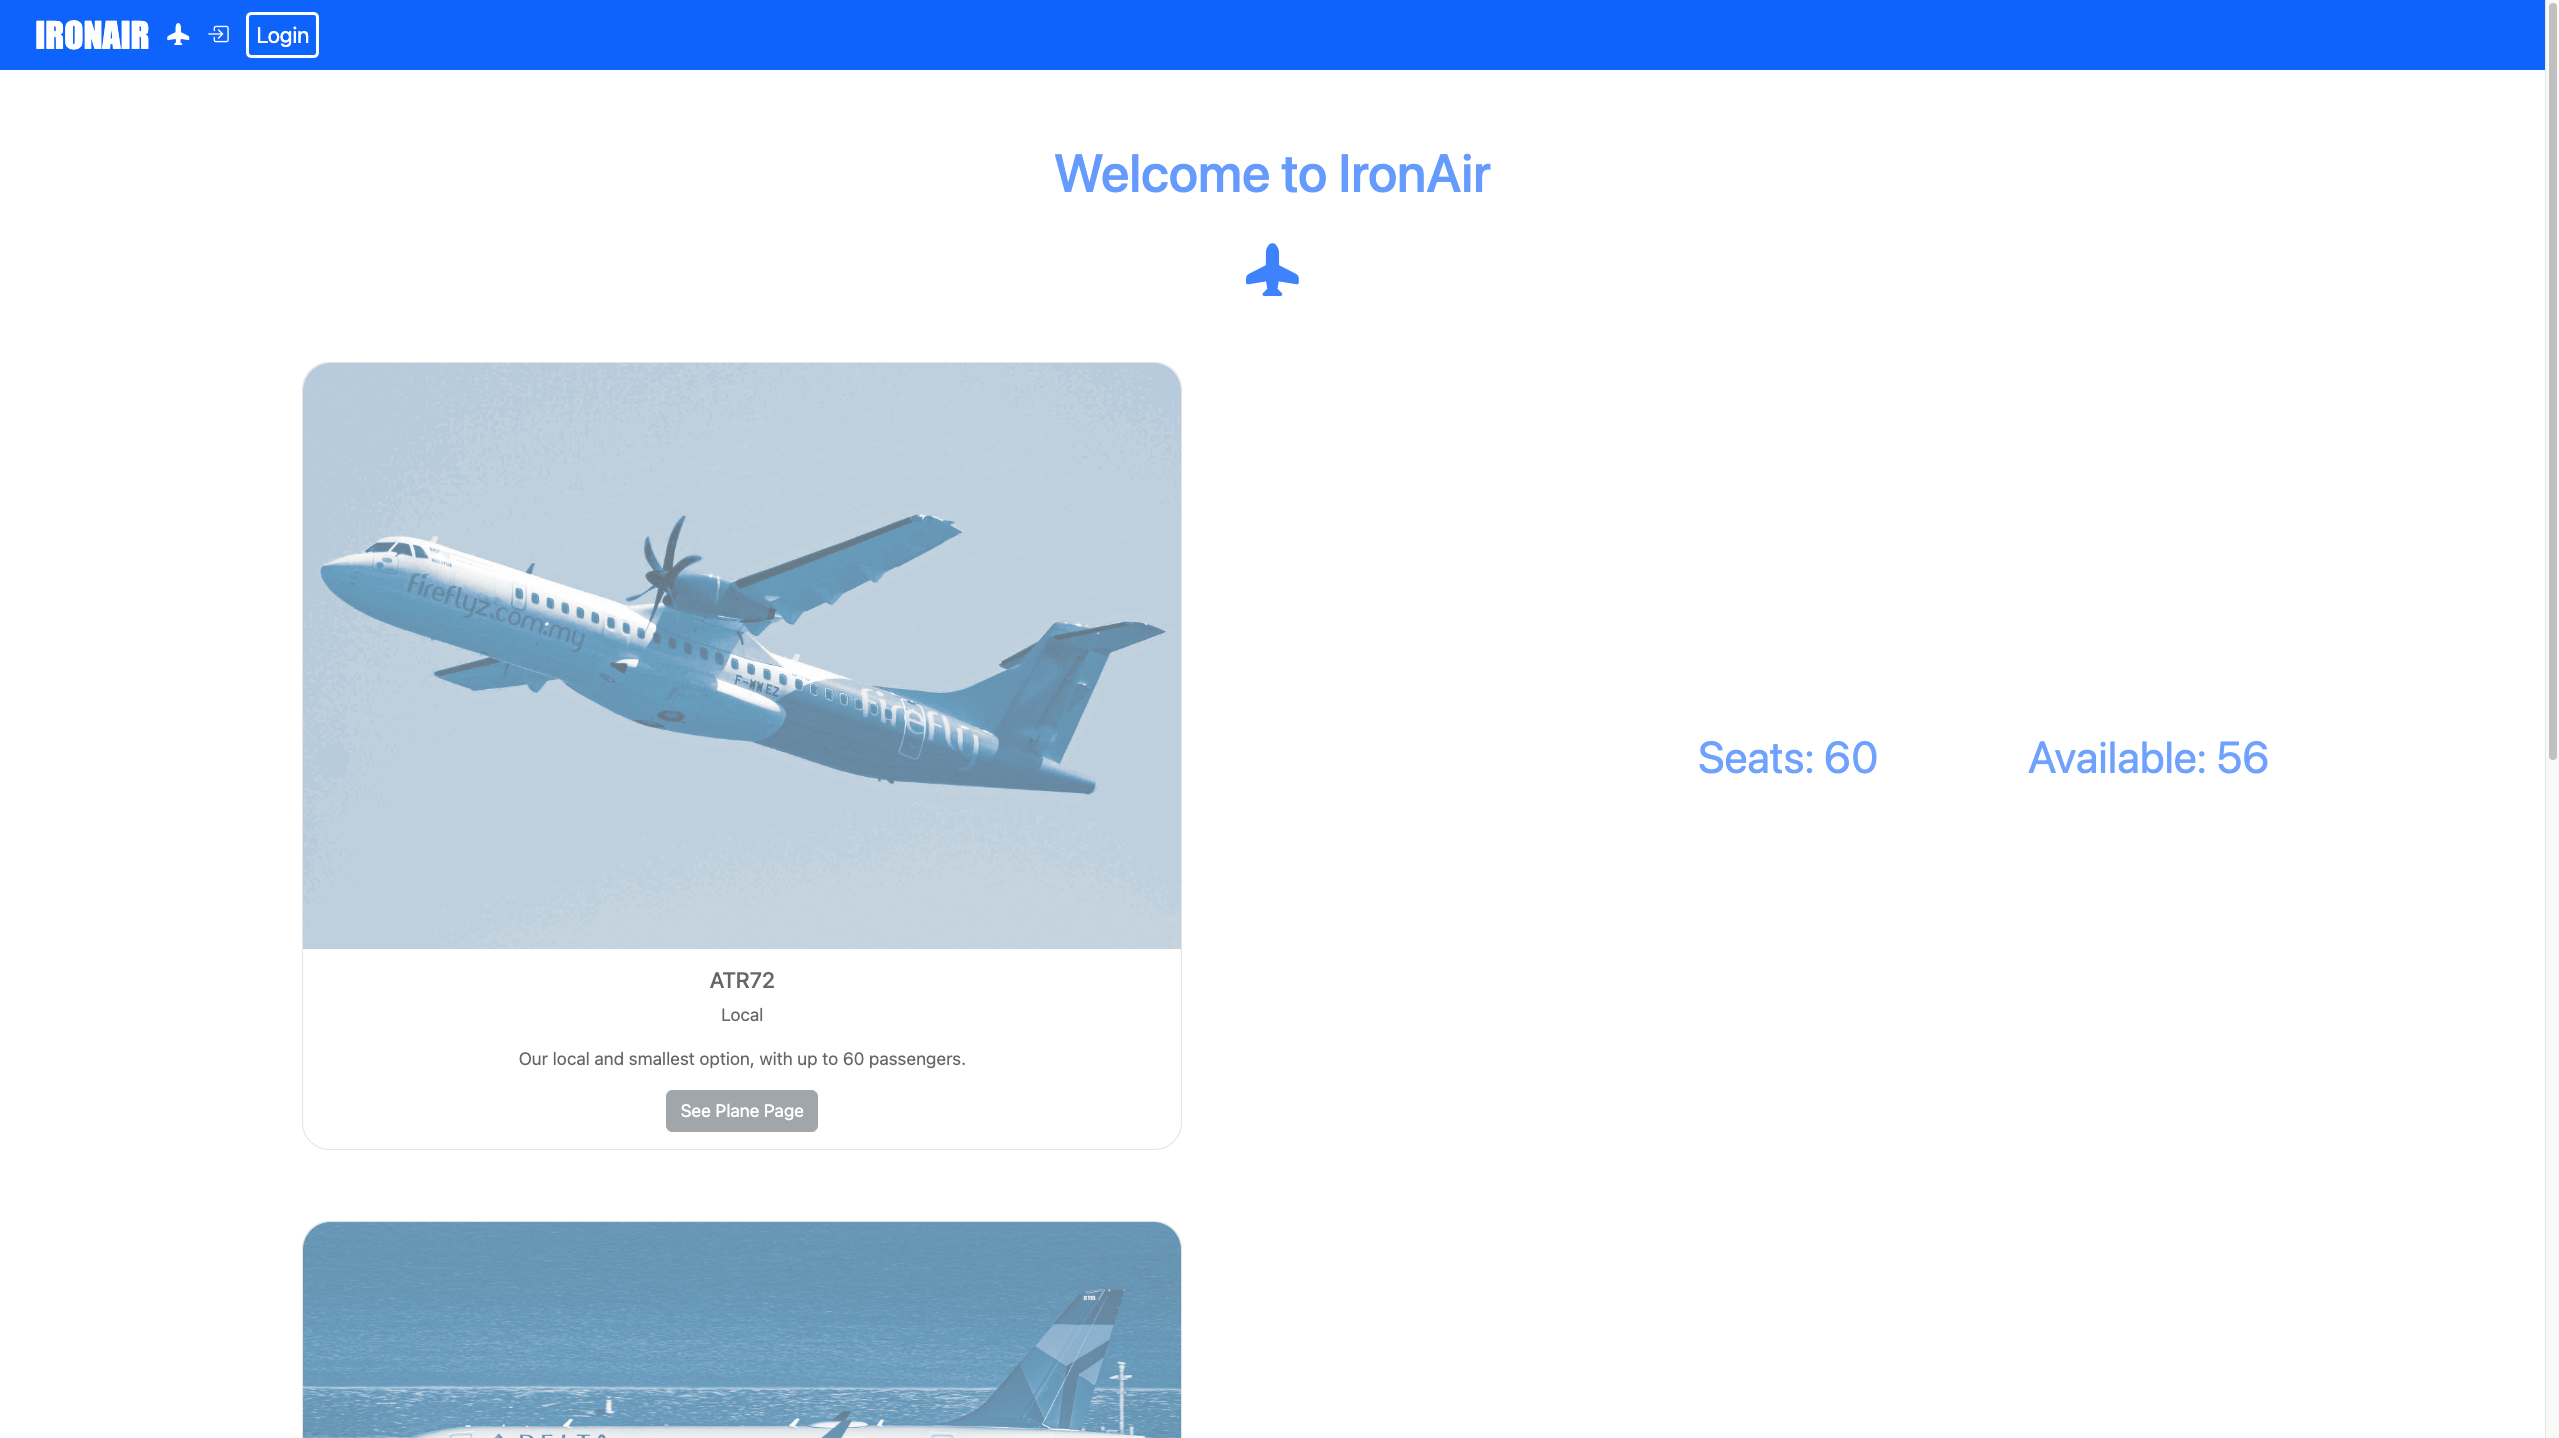 IRONAIR Login
Welcome to IronAir
fireflyz.com.my
F-WWEZ
firefly
Seats: 60 Available: 56
ATR72
Local
Our local and smallest option, with up to 60 passengers.
See Plane Page
DELTA